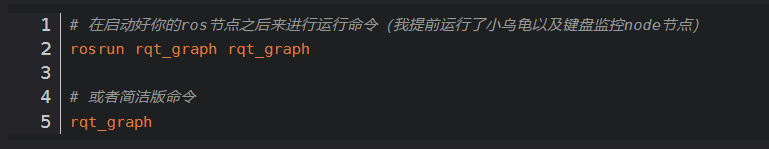 1 # 在启动好你的ros节点之后来进行运行命令 (我提前运行了小乌龟以及键盘监控node节点)
2 rosrun rqt_graph rqt_graph
3
4 # 或者简洁版命令
5 rqt_graph